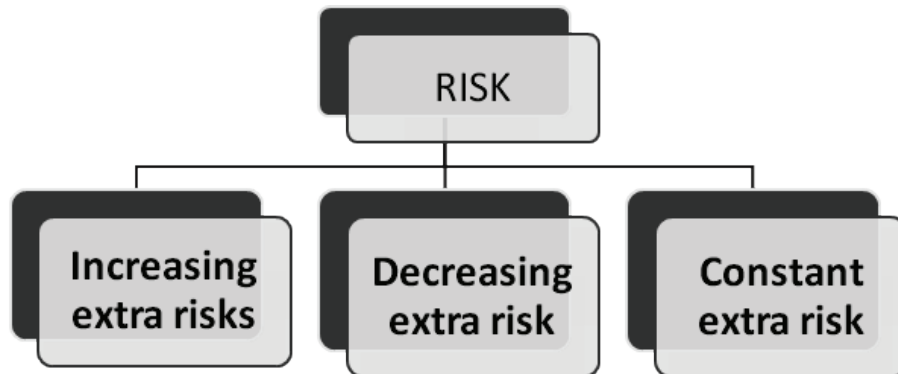 RISK
Increasing
extra risks
Decreasing
extra risk
Constant
extra risk